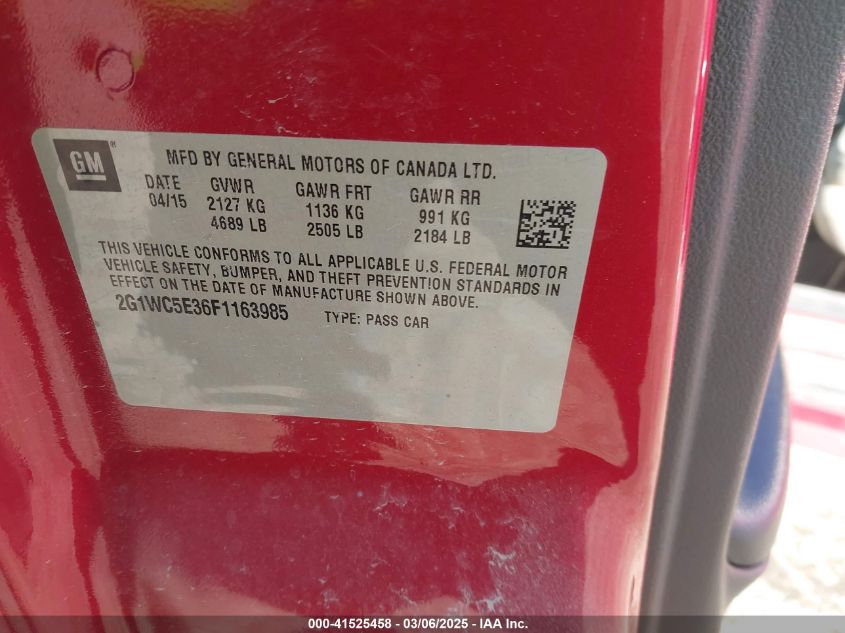 GM®
MFD BY GENERAL MOTORS OF CANADA LTD.
DATE GVWR GAWR FRT GAWR RR
04/15 2127 KG 1136 KG 991 KG
4689 LB 2505 LB 2184 LB
THIS VEHICLE CONFORMS TO ALL APPLICABLE U.S. FEDERAL MOTOR
VEHICLE SAFETY, BUMPER, AND THEFT PREVENTION STANDARDS IN
EFFECT ON THE DATE OF MANUFACTURE SHOWN ABOVE.
2G1WC5E36F1163985 TYPE: PASS CAR
000-41525458 - 03/06/2025 - IAA Inc.